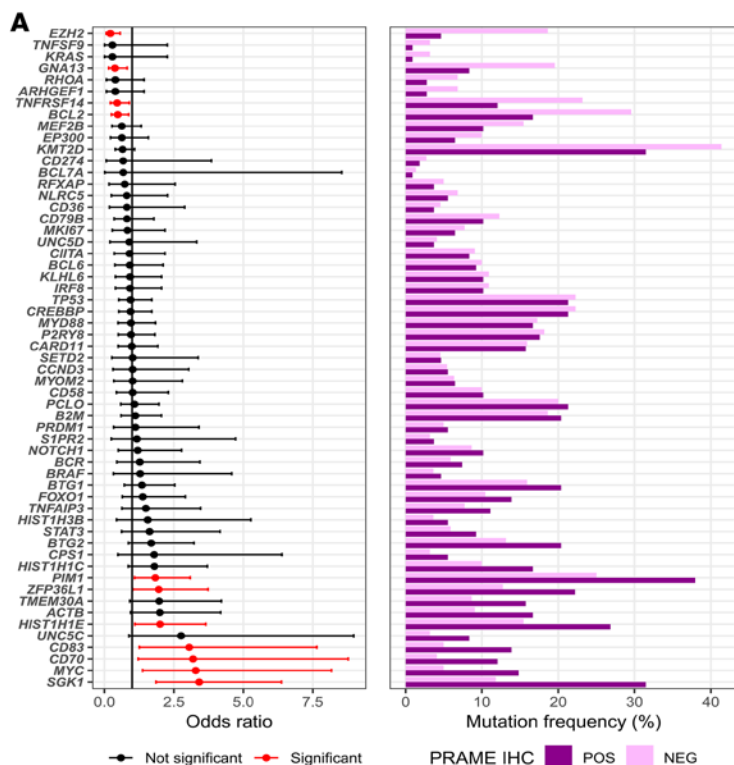 A
EZH2
TNFSF9
KRAS
GNA13
RHOA
ARHGEF1
TNFRSF14
BCL2
MEF2B
EP300
KMT2D
CD274
BCL7A
RFXAP
NLRC5
CD36
CD79B
MKI67
UNC5D
CIITA
BCL6
KLHL6
IRF8
TP53
CREBBP
MYD88
P2RY8
CARD11
SETD2
CCND3
MYOM2
CD58
PCLO
B2M
PRDM1
S1PR2
NOTCH1
BCR
BRAF
BTG1
FOXO1
TNFAIP3
HIST1H3B
STAT3
BTG2
CPS1
HIST1H1C
PIM1
ZFP36L1
TMEM30A
ACTB
HIST1H1E
UNC5C
CD83
CD70
MYC
SGK1
0.0 2.5 5.0 7.5
Odds ratio
0 10 20 30 40
Mutation frequency (%)
Not significant Significant
PRAME IHC POS NEG